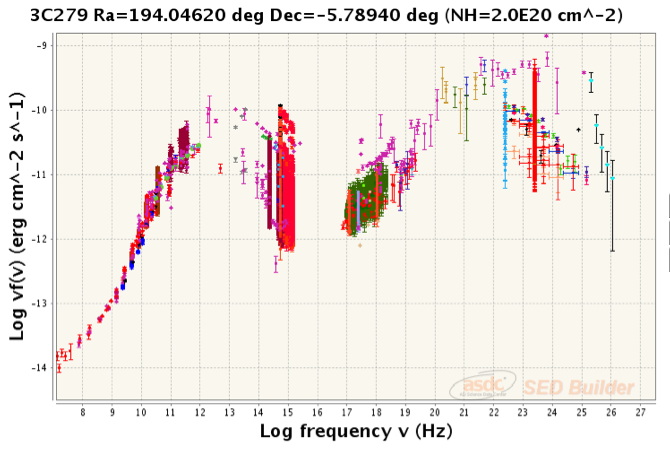 3C279 Ra=194.04620 deg Dec=-5.78940 deg (NH=2.0E20 cm^-2)
Log νf(ν) (erg cm^-2 s^-1)
-9
-10
-11
-12
-13
-14
8 9 10 11 12 13 14 15 16 17 18 19 20 21 22 23 24 25 26 27
Log frequency ν (Hz)
asdc SED Builder